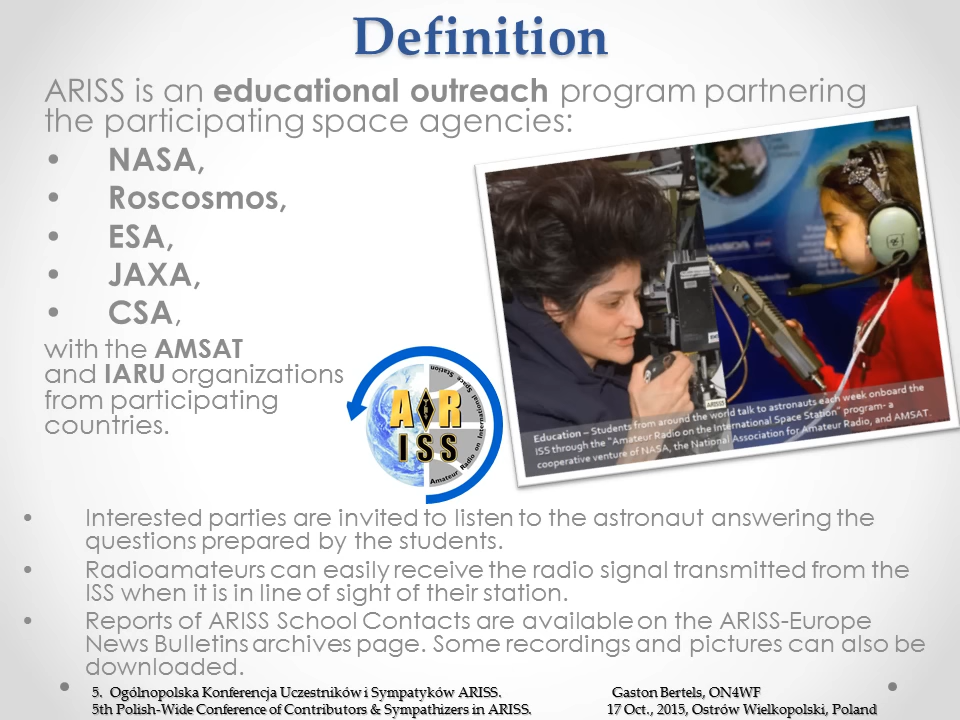 Definition
ARISS is an educational outreach program partnering
the participating space agencies:
• NASA,
• Roscosmos,
• ESA,
• JAXA,
• CSA,
with the AMSAT
and IARU organizations
from participating
countries.
ARISS
Education – Students from around the world talk to astronauts each week onboard the
ISS through the "Amateur Radio on the International Space Station" program- a
cooperative venture of NASA, the National Association for Amateur Radio, and AMSAT.
AR
ISS
Amateur Radio on International Space Station
• Interested parties are invited to listen to the astronaut answering the
questions prepared by the students.
• Radioamateurs can easily receive the radio signal transmitted from the
ISS when it is in line of sight of their station.
• Reports of ARISS School Contacts are available on the ARISS-Europe
News Bulletins archives page. Some recordings and pictures can also be
downloaded.
5. Ogólnopolska Konferencja Uczestników i Sympatyków ARISS. Gaston Bertels, ON4WF
5th Polish-Wide Conference of Contributors & Sympathizers in ARISS. 17 Oct., 2015, Ostrów Wielkopolski, Poland